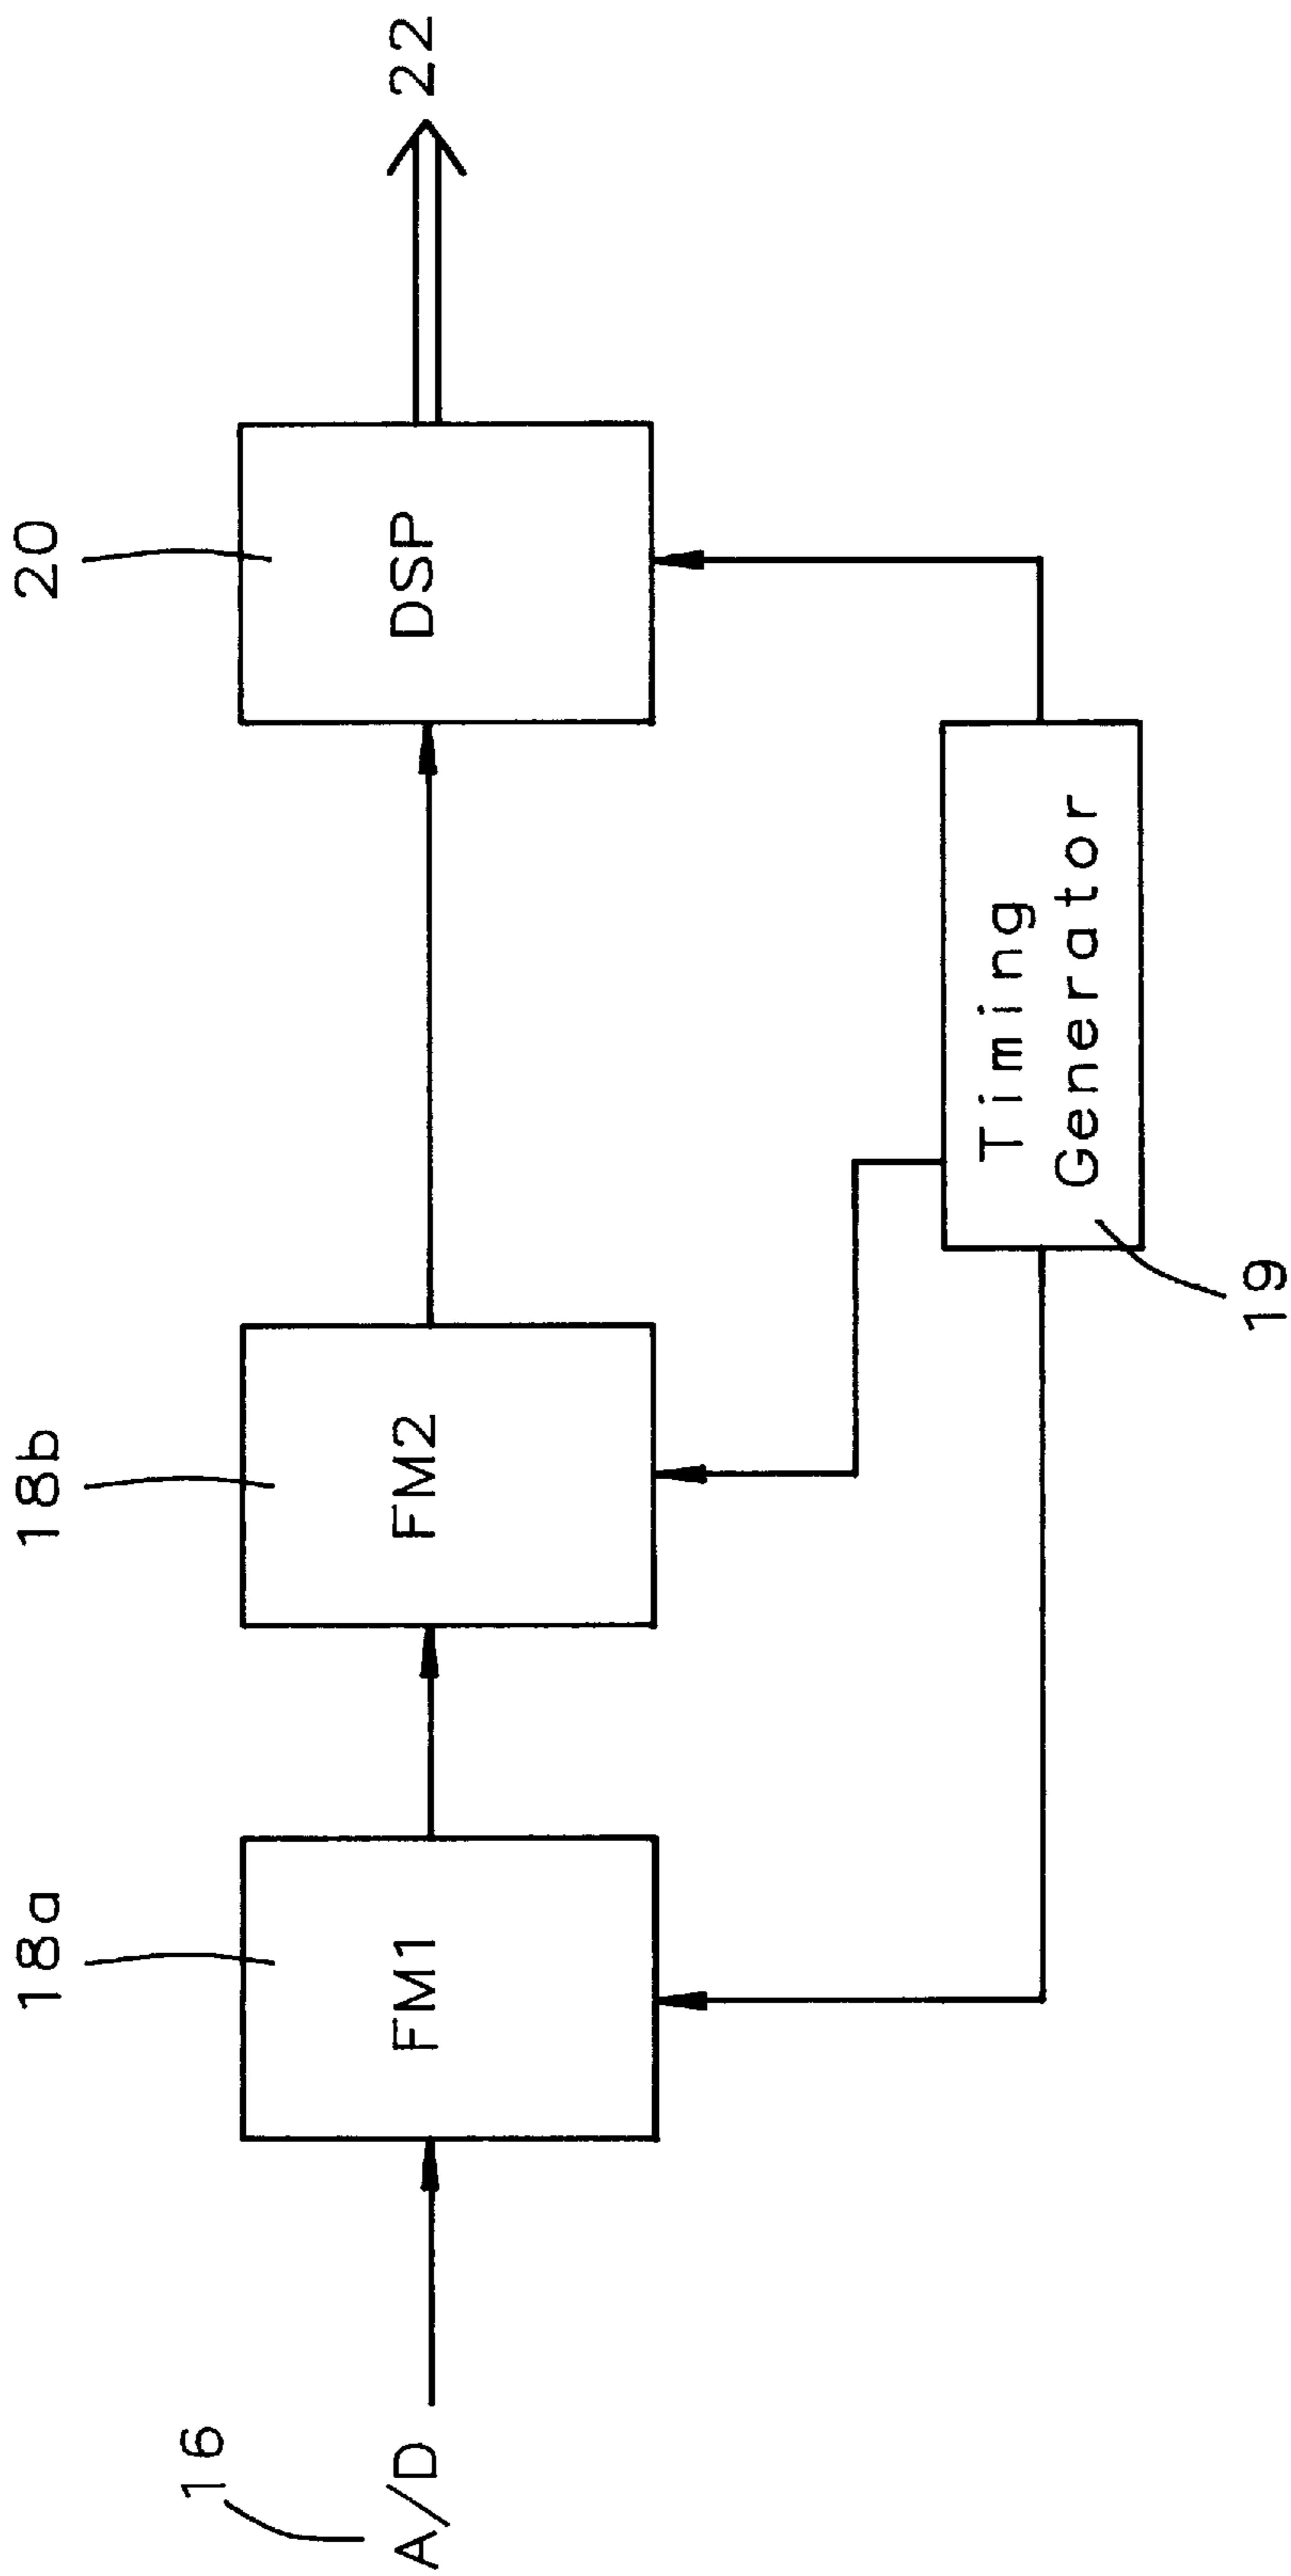 20
18b
18a
22
16
A/D
FM1
FM2
DSP
Timing
Generator
19